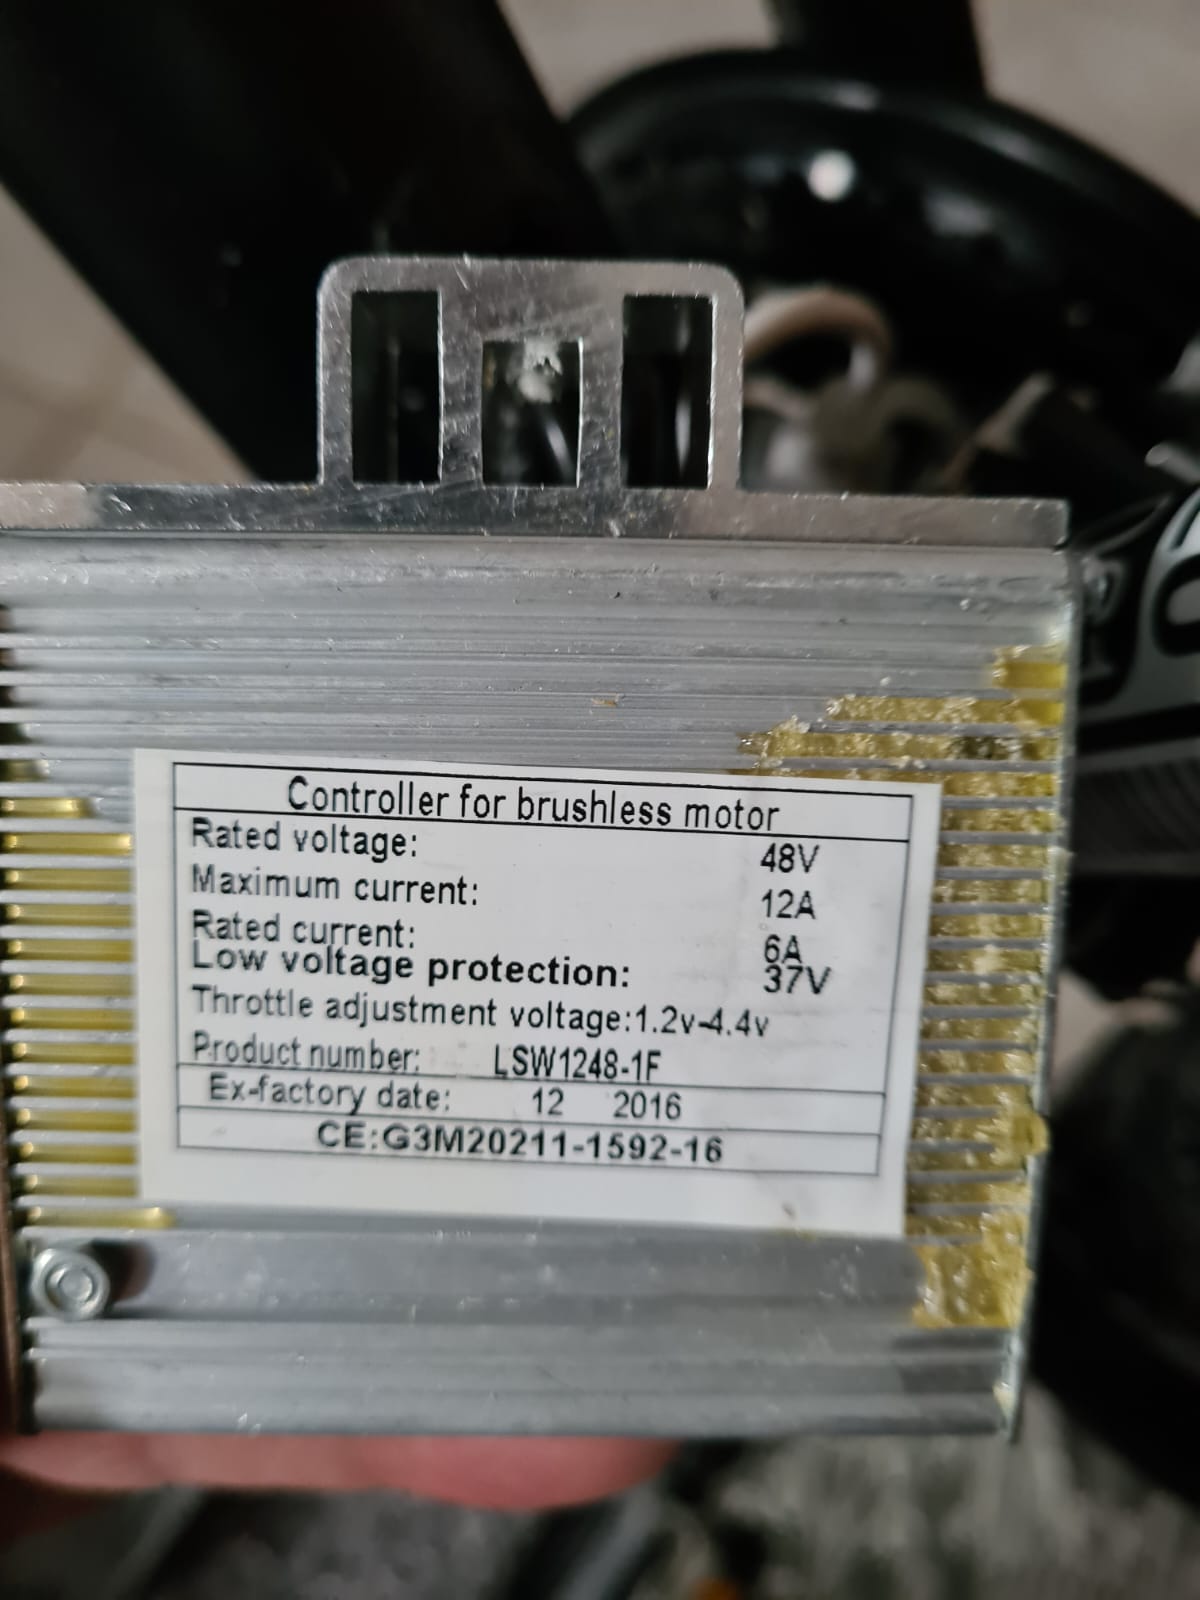 Controller for brushless motor
Rated voltage: 48V
Maximum current: 12A
Rated current: 6A
Low voltage protection: 37V
Throttle adjustment voltage:1.2v-4.4v
Product number: LSW1248-1F
Ex-factory date: 12 2016
CE:G3M20211-1592-16